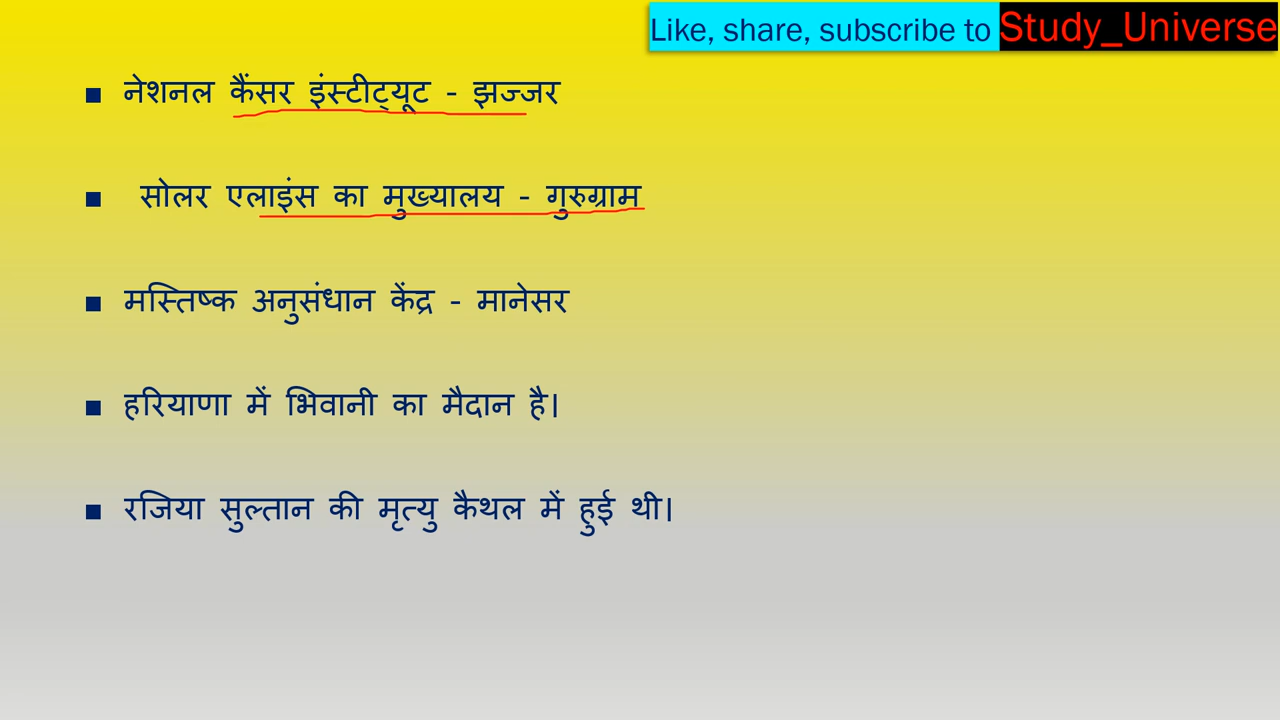 Like, share, subscribe to Study_Universe
▪ नेशनल कैंसर इंस्टीट्यूट - झज्जर
▪ सोलर एलाइंस का मुख्यालय - गुरुग्राम
▪ मस्तिष्क अनुसंधान केंद्र - मानेसर
▪ हरियाणा में भिवानी का मैदान है।
▪ रजिया सुल्तान की मृत्यु कैथल में हुई थी।